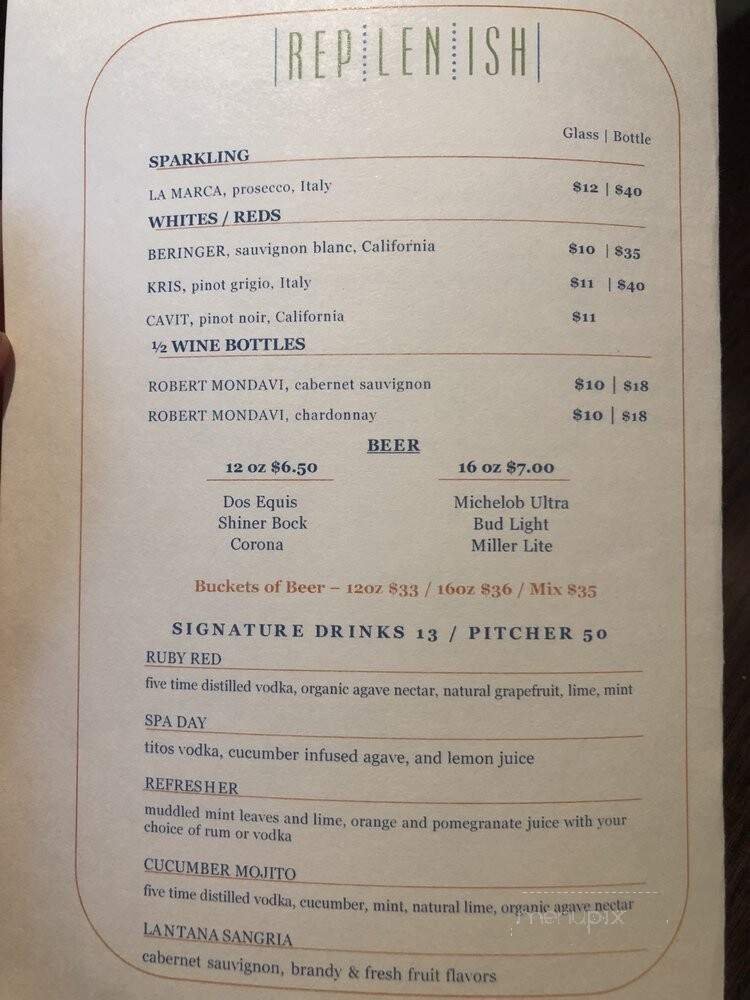 REPLENISH
Glass | Bottle
SPARKLING
LA MARCA, prosecco, Italy $12 | $40
WHITES / REDS
BERINGER, sauvignon blanc, California $10 | $35
KRIS, pinot grigio, Italy $11 | $40
CAVIT, pinot noir, California $11
½ WINE BOTTLES
ROBERT MONDAVI, cabernet sauvignon $10 | $18
ROBERT MONDAVI, chardonnay $10 | $18
BEER
12 oz $6.50 16 oz $7.00
Dos Equis Michelob Ultra
Shiner Bock Bud Light
Corona Miller Lite
Buckets of Beer – 12oz $33 / 16oz $36 / Mix $35
SIGNATURE DRINKS 13 / PITCHER 50
RUBY RED
five time distilled vodka, organic agave nectar, natural grapefruit, lime, mint
SPA DAY
titos vodka, cucumber infused agave, and lemon juice
REFRESHER
muddled mint leaves and lime, orange and pomegranate juice with your
choice of rum or vodka
CUCUMBER MOJITO
five time distilled vodka, cucumber, mint, natural lime, organic agave nectar
menupix
LANTANA SANGRIA
cabernet sauvignon, brandy & fresh fruit flavors